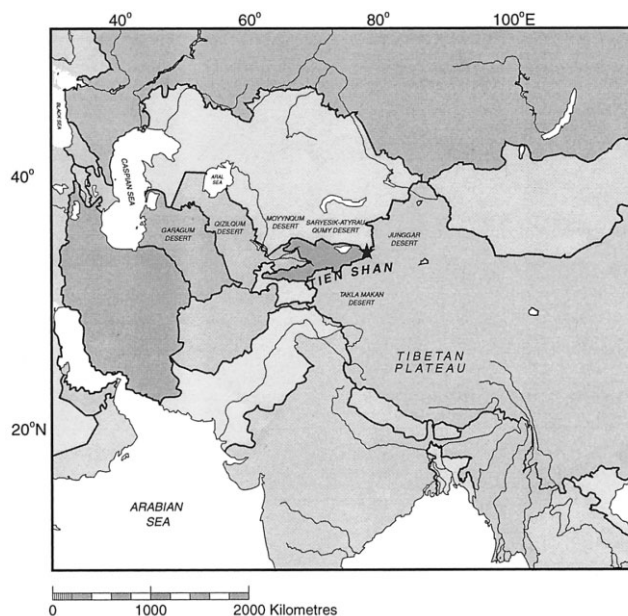 40° 60° 80° 100°E
BLACK SEA
40°
CASPIAN SEA
ARAL
SEA
GARAGUM
DESERT
QIZILQUM
DESERT
MOYYNQUM
DESERT
SARYESIK-ATYRAU
QUMY DESERT
JUNGGAR
DESERT
TIEN SHAN
TAKLA MAKAN
DESERT
TIBETAN
PLATEAU
20°N
ARABIAN
SEA
0 1000 2000 Kilometres